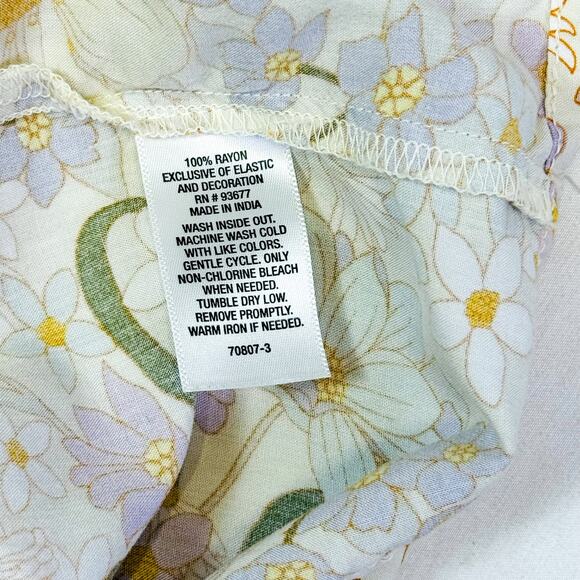 100% RAYON
EXCLUSIVE OF ELASTIC
AND DECORATION
RN # 93677
MADE IN INDIA
WASH INSIDE OUT.
MACHINE WASH COLD
WITH LIKE COLORS.
GENTLE CYCLE. ONLY
NON-CHLORINE BLEACH
WHEN NEEDED.
TUMBLE DRY LOW.
REMOVE PROMPTLY.
WARM IRON IF NEEDED.
70807-3